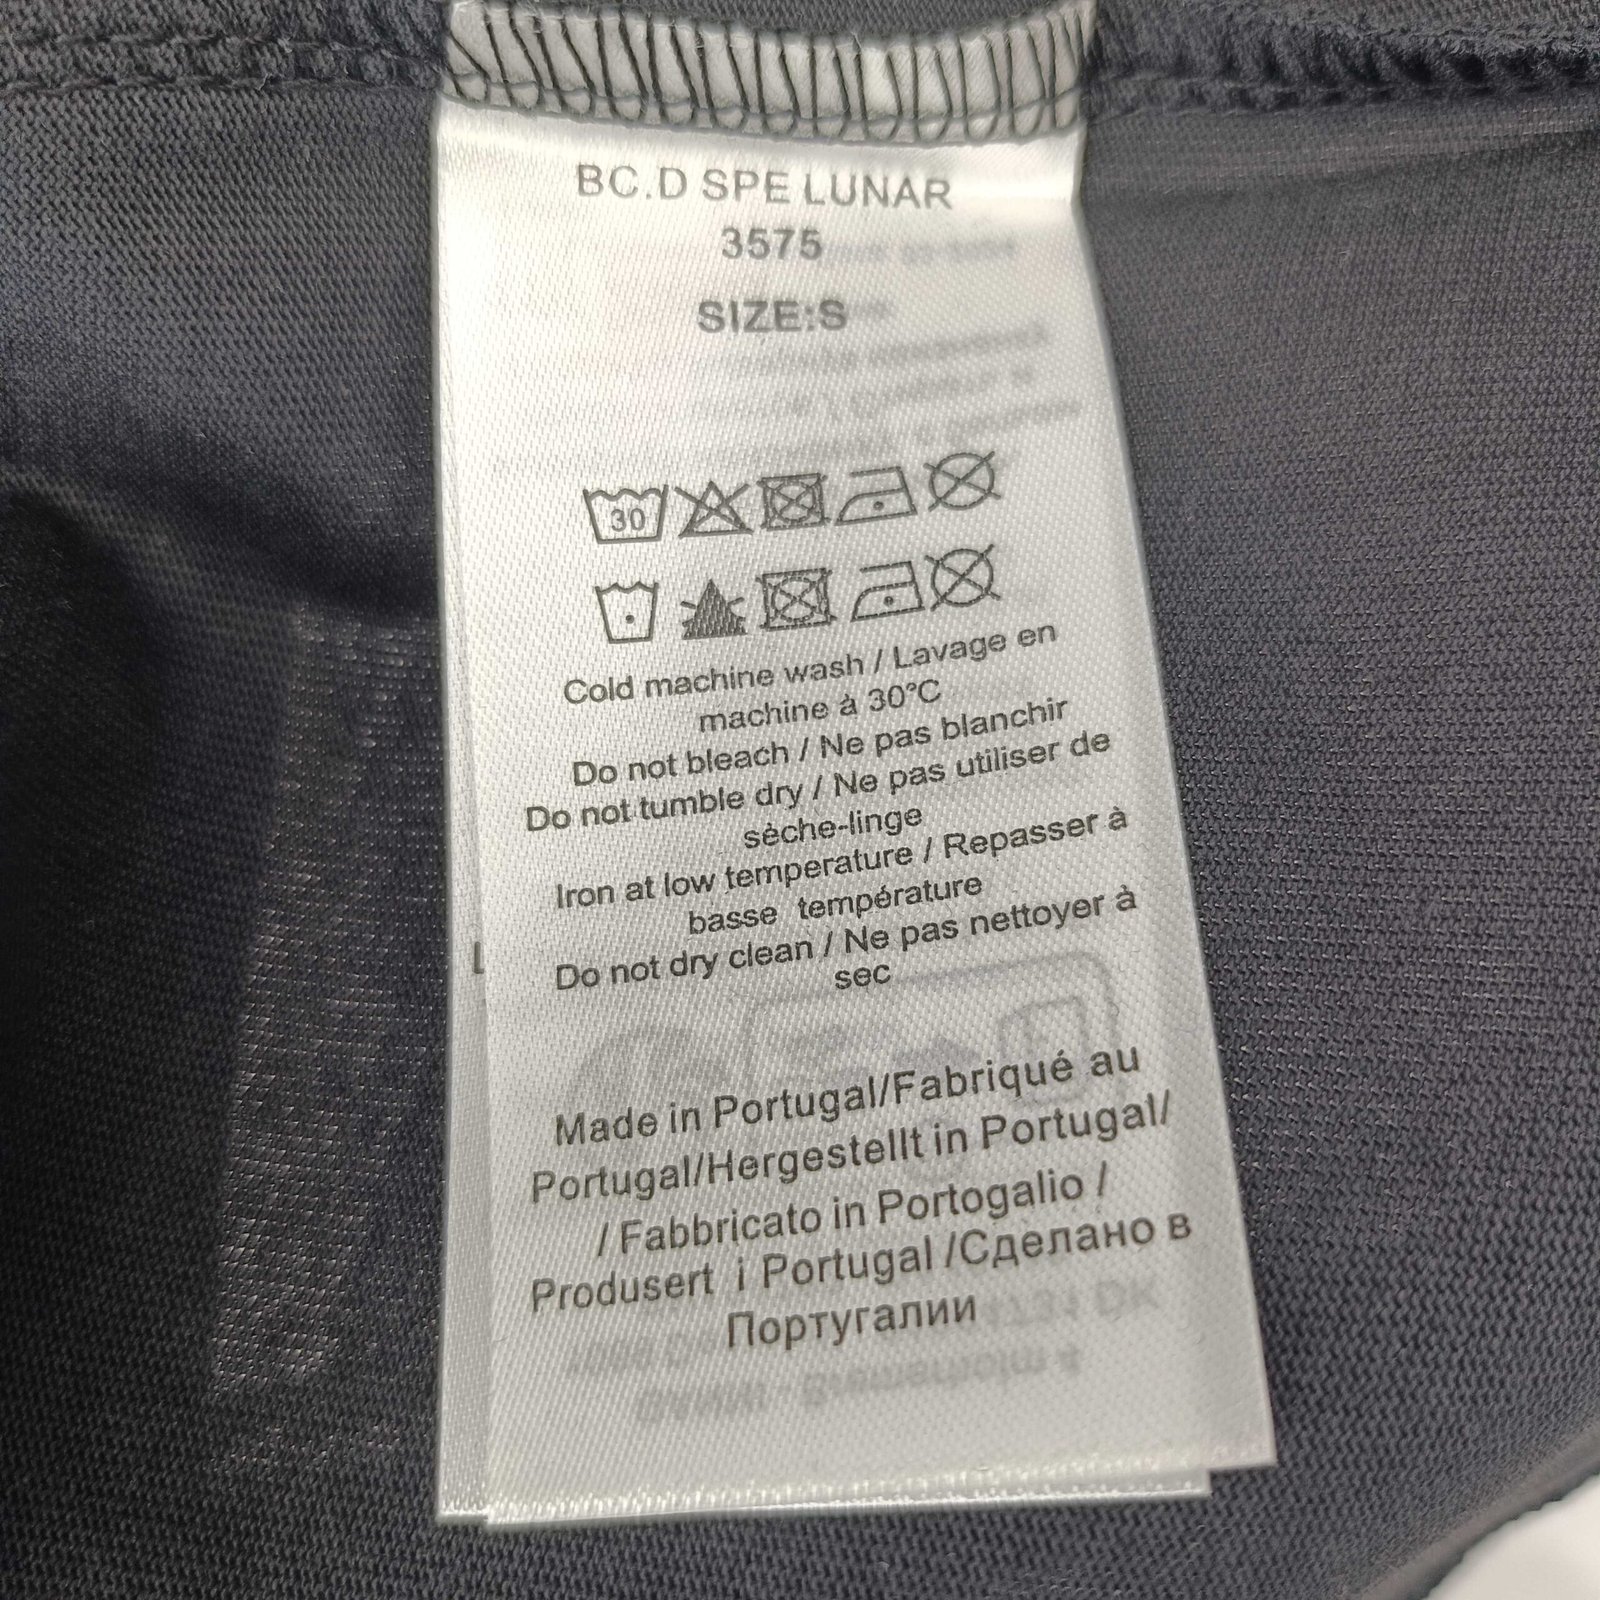 BC.D SPE LUNAR
3575
SIZE:S
30
Cold machine wash / Lavage en
machine à 30°C
Do not bleach / Ne pas blanchir
Do not tumble dry / Ne pas utiliser de
sèche-linge
Iron at low temperature / Repasser à
basse température
Do not dry clean / Ne pas nettoyer à
sec
Made in Portugal/Fabriqué au
Portugal/Hergestellt in Portugal/
/ Fabbricato in Portogalio /
Produsert i Portugal /Сделано в
Португалии